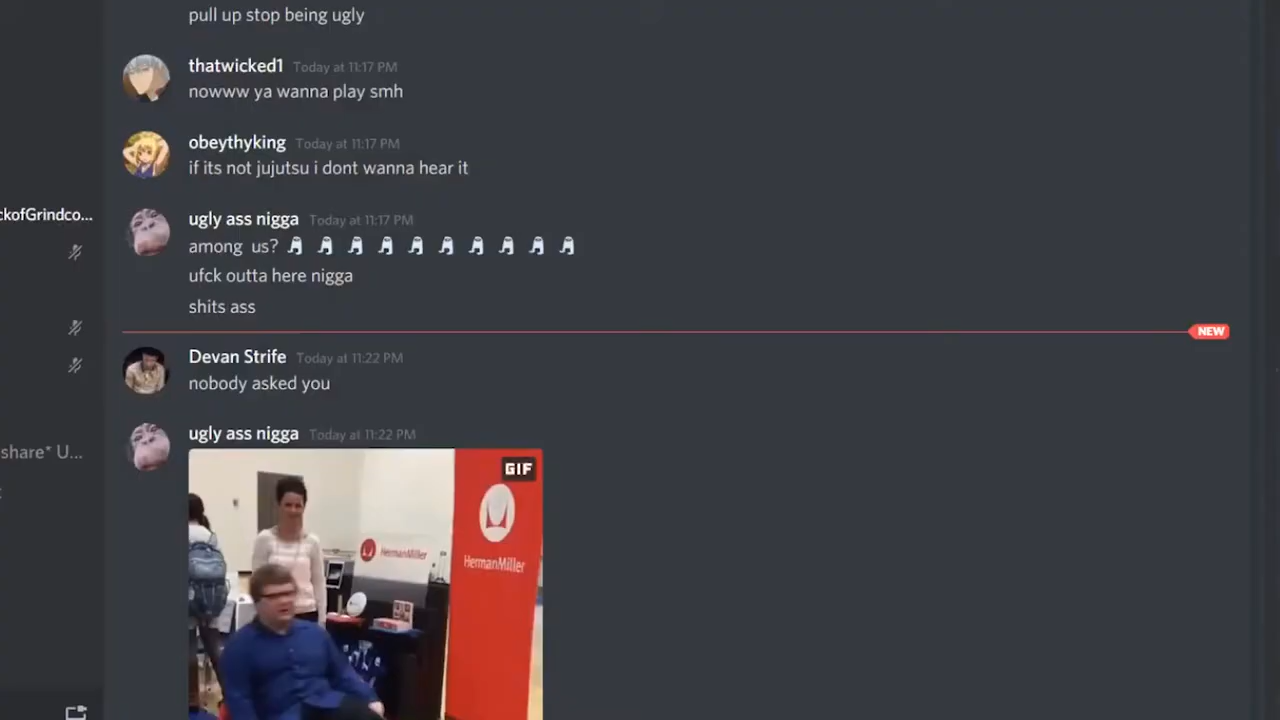 pull up stop being ugly
thatwicked1 Today at 11:17 PM
nowww ya wanna play smh
obeythyking Today at 11:17 PM
if its not jujutsu i dont wanna hear it
ckofGrindco...
ugly ass nigga Today at 11:17 PM
among us?
ufck outta here nigga
shits ass
NEW
Devan Strife Today at 11:22 PM
nobody asked you
ugly ass nigga Today at 11:22 PM
share* U...
GIF
HermanMiller
HermanMiller